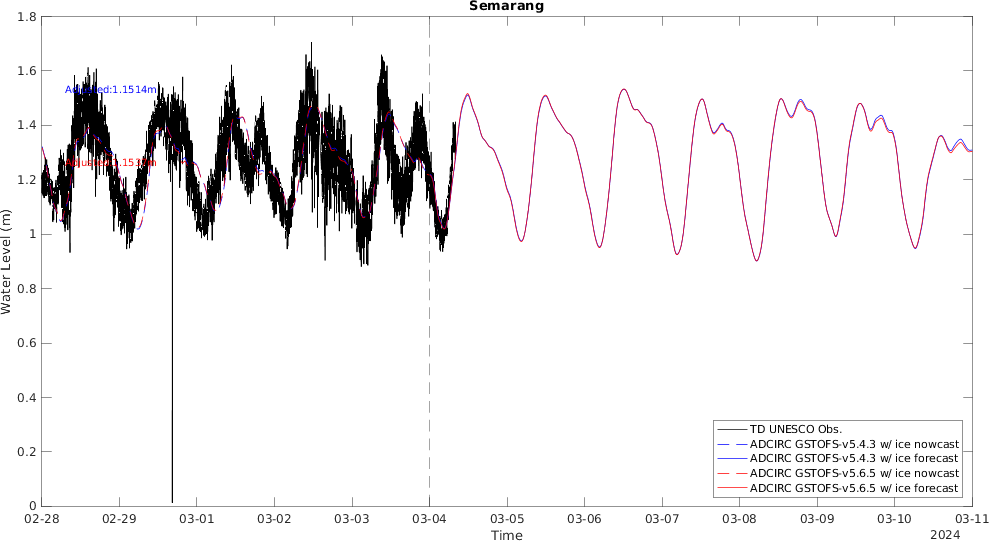 Semarang
1.8
1.6
1.4
1.2
1
0.8
0.6
0.4
0.2
0
Water Level (m)
Adjusted:1.1514m
TD UNESCO Obs.
ADCIRC GSTOFS-v5.4.3 w/ ice nowcast
ADCIRC GSTOFS-v5.4.3 w/ ice forecast
ADCIRC GSTOFS-v5.6.5 w/ ice nowcast
ADCIRC GSTOFS-v5.6.5 w/ ice forecast
02-28 02-29 03-01 03-02 03-03 03-04 03-05 03-06 03-07 03-08 03-09 03-10 03-11
Time
2024